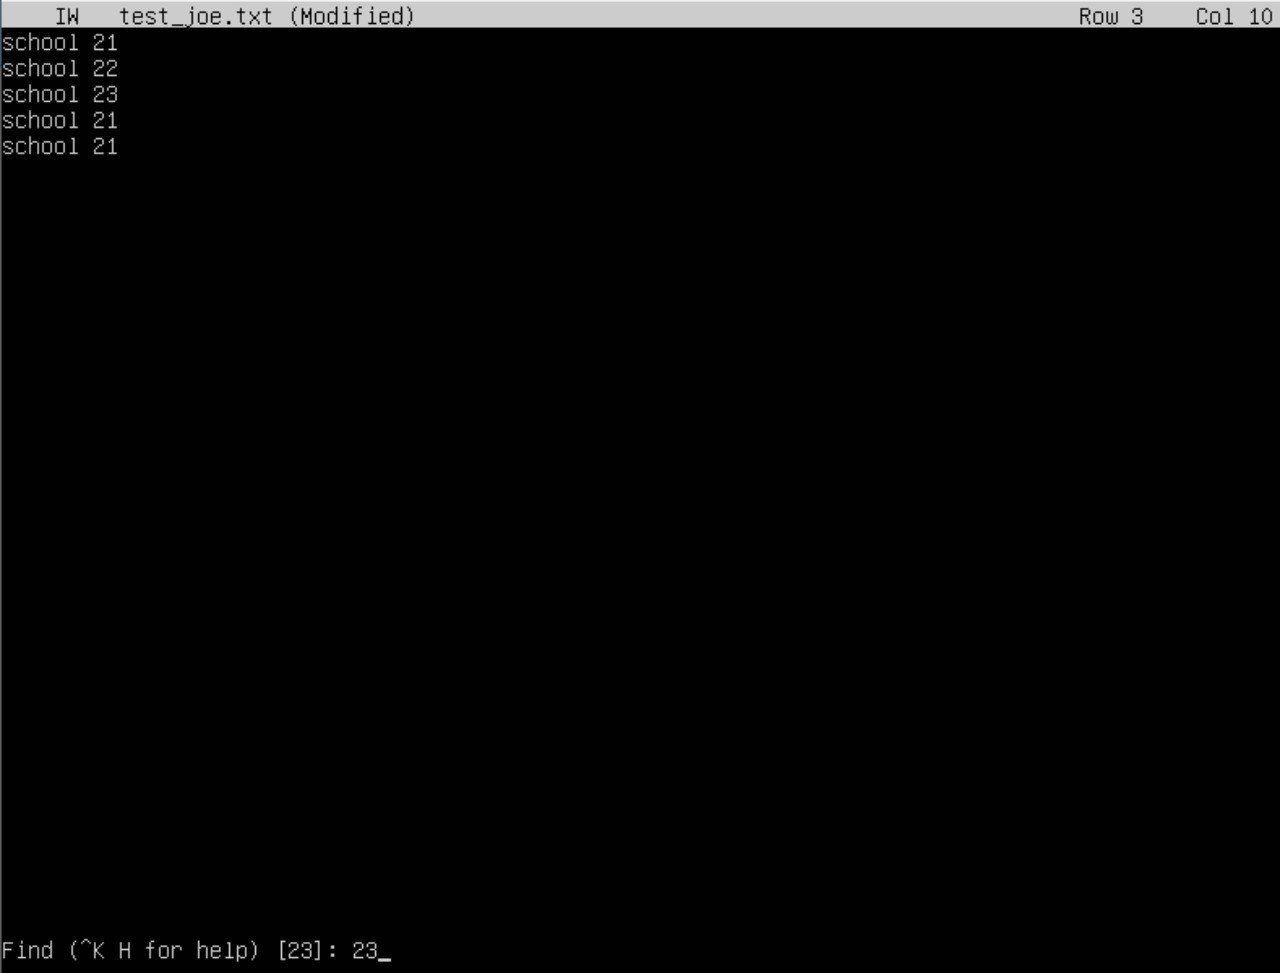 IW test_joe.txt (Modified) Row 3 Col 10
school 21
school 22
school 23
school 21
school 21
Find (^K H for help) [23]: 23_